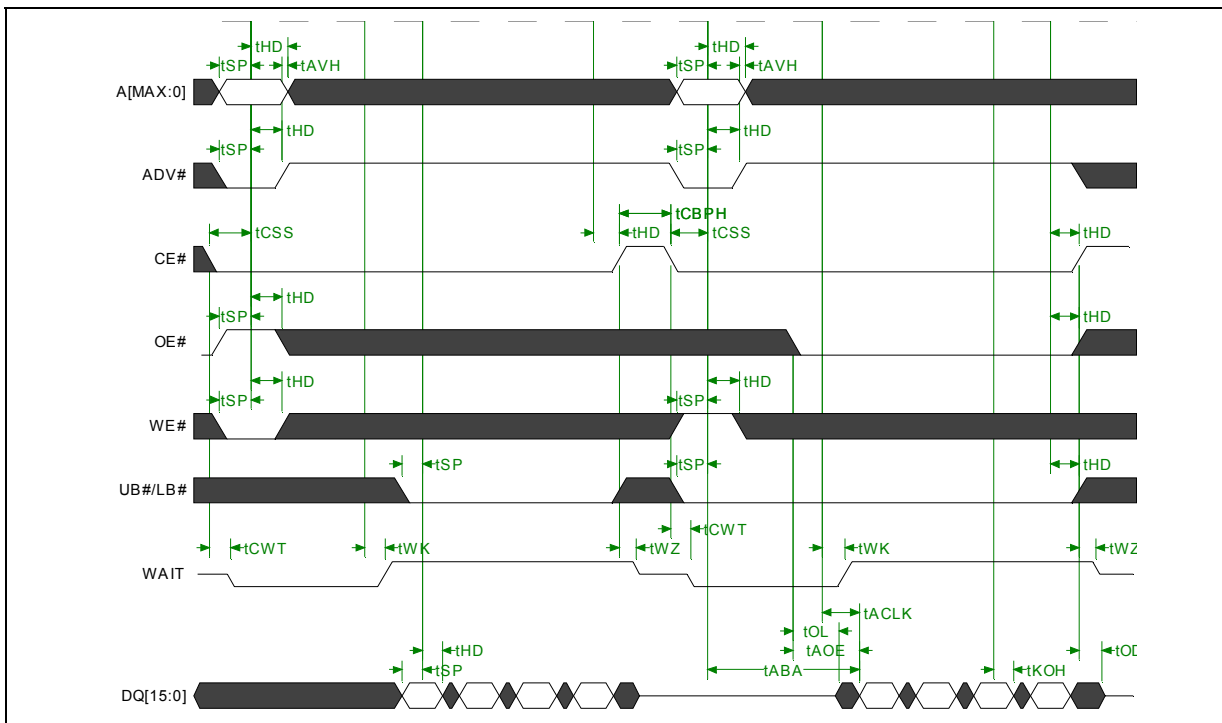 tHD tHD
tSP tAVH tSP tAVH
A[MAX:0]
tHD tHD
tSP tSP
ADV#
tCBPH
tCSS tHD tCSS tHD
CE#
tHD
tSP tHD
OE#
tHD tHD
tSP tSP
WE#
tSP tSP tHD
UB#/LB#
tCWT
tCWT tWK tWZ tWK tWZ
WAIT
tACLK
tOL
tHD tAOE tOD
tSP tABA tKOH
DQ[15:0]